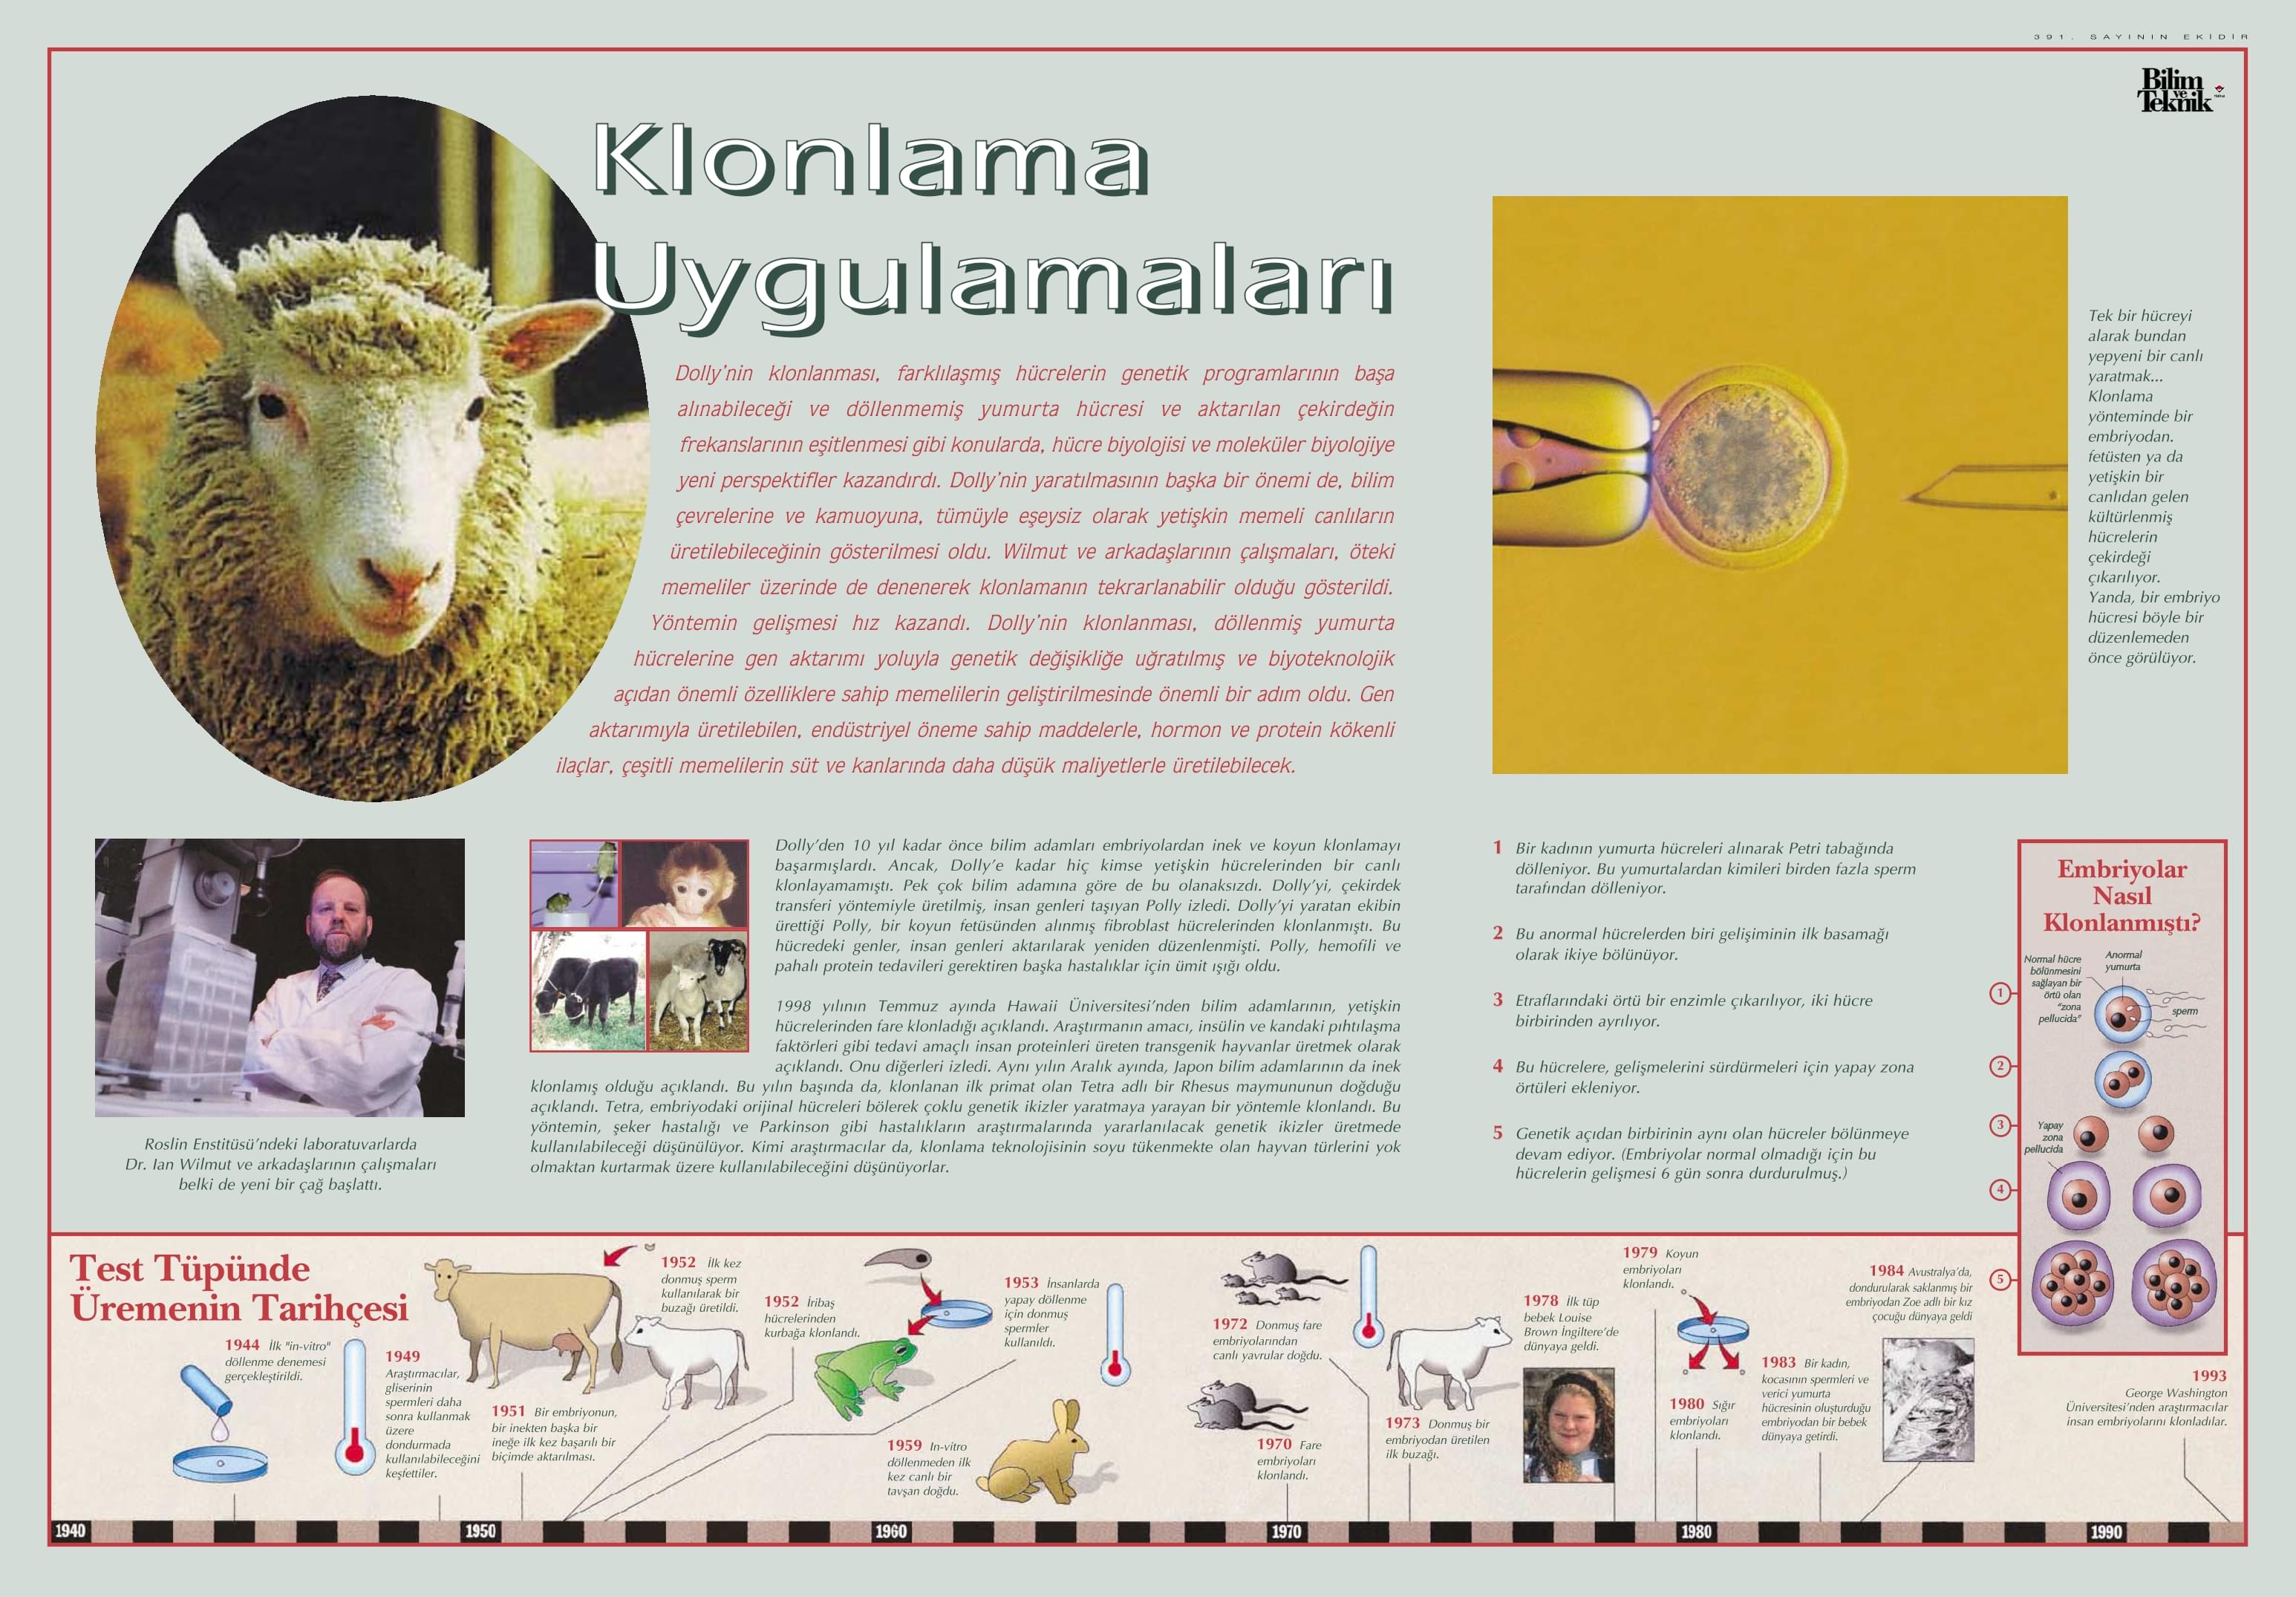 391. SAYININ EKİDİR
Bilim
ve
Teknik
Klonlama
Uygulamaları
Dolly'nin klonlanması, farklılaşmış hücrelerin genetik programlarının başa
alınabileceği ve döllenmemiş yumurta hücresi ve aktarılan çekirdeğin
frekanslarının eşitlenmesi gibi konularda, hücre biyolojisi ve moleküler biyolojiye
yeni perspektifler kazandırdı. Dolly'nin yaratılmasının başka bir önemi de, bilim
çevrelerine ve kamuoyuna, tümüyle eşeysiz olarak yetişkin memeli canlıların
üretilebileceğinin gösterilmesi oldu. Wilmut ve arkadaşlarının çalışmaları, öteki
memeliler üzerinde de denenerek klonlamanın tekrarlanabilir olduğu gösterildi.
Yöntemin gelişmesi hız kazandı. Dolly'nin klonlanması, döllenmiş yumurta
hücrelerine gen aktarımı yoluyla genetik değişikliğe uğratılmış ve biyoteknolojik
açıdan önemli özelliklere sahip memelilerin geliştirilmesinde önemli bir adım oldu. Gen
aktarımıyla üretilebilen, endüstriyel öneme sahip maddelerle, hormon ve protein kökenli
ilaçlar, çeşitli memelilerin süt ve kanlarında daha düşük maliyetlerle üretilebilecek.
Tek bir hücreyi
alarak bundan
yepyeni bir canlı
yaratmak...
Klonlama
yönteminde bir
embriyodan.
fetüsten ya da
yetişkin bir
canlıdan gelen
kültürlenmiş
hücrelerin
çekirdeği
çıkarılıyor.
Yanda, bir embriyo
hücresi böyle bir
düzenlemeden
önce görülüyor.
Roslin Enstitüsü'ndeki laboratuvarlarda
Dr. Ian Wilmut ve arkadaşlarının çalışmaları
belki de yeni bir çağ başlattı.
Dolly'den 10 yıl kadar önce bilim adamları embriyolardan inek ve koyun klonlamayı
başarmışlardı. Ancak, Dolly'e kadar hiç kimse yetişkin hücrelerinden bir canlı
klonlayamamıştı. Pek çok bilim adamına göre de bu olanaksızdı. Dolly'yi, çekirdek
transferi yöntemiyle üretilmiş, insan genleri taşıyan Polly izledi. Dolly'yi yaratan ekibin
ürettiği Polly, bir koyun fetüsünden alınmış fibroblast hücrelerinden klonlanmıştı. Bu
hücredeki genler, insan genleri aktarılarak yeniden düzenlenmişti. Polly, hemofili ve
pahalı protein tedavileri gerektiren başka hastalıklar için ümit ışığı oldu.
1998 yılının Temmuz ayında Hawaii Üniversitesi'nden bilim adamlarının, yetişkin
hücrelerinden fare klonladığı açıklandı. Araştırmanın amacı, insülin ve kandaki pıhtılaşma
faktörleri gibi tedavi amaçlı insan proteinleri üreten transgenik hayvanlar üretmek olarak
açıklandı. Onu diğerleri izledi. Aynı yılın Aralık ayında, Japon bilim adamlarının da inek
klonlamış olduğu açıklandı. Bu yılın başında da, klonlanan ilk primat olan Tetra adlı bir Rhesus maymununun doğduğu
açıklandı. Tetra, embriyodaki orijinal hücreleri bölerek çoklu genetik ikizler yaratmaya yarayan bir yöntemle klonlandı. Bu
yöntemin, şeker hastalığı ve Parkinson gibi hastalıkların araştırmalarında yararlanılacak genetik ikizler üretmede
kullanılabileceği düşünülüyor. Kimi araştırmacılar da, klonlama teknolojisinin soyu tükenmekte olan hayvan türlerini yok
olmaktan kurtarmak üzere kullanılabileceğini düşünüyorlar.
1 Bir kadının yumurta hücreleri alınarak Petri tabağında
dölleniyor. Bu yumurtalardan kimileri birden fazla sperm
tarafından dölleniyor.
2 Bu anormal hücrelerden biri gelişiminin ilk basamağı
olarak ikiye bölünüyor.
3 Etraflarındaki örtü bir enzimle çıkarılıyor, iki hücre
birbirinden ayrılıyor.
4 Bu hücrelere, gelişmelerini sürdürmeleri için yapay zona
örtüleri ekleniyor.
5 Genetik açıdan birbirinin aynı olan hücreler bölünmeye
devam ediyor. (Embriyolar normal olmadığı için bu
hücrelerin gelişmesi 6 gün sonra durdurulmuş.)
Embriyolar
Nasıl
Klonlanmıştı?
Normal hücre
bölünmesini
sağlayan bir
örtü olan
"zona
pellucida"
Anormal
yumurta
sperm
1
2
3
Yapay
zona
pellucida
4
5
Test Tüpünde
Üremenin Tarihçesi
1944 İlk "in-vitro"
döllenme denemesi
gerçekleştirildi.
1949
Araştırmacılar,
gliserinin
spermleri daha
sonra kullanmak
üzere
dondurmada
kullanılabileceğini
keşfettiler.
1951 Bir embriyonun,
bir inekten başka bir
ineğe ilk kez başarılı bir
biçimde aktarılması.
1952 İlk kez
donmuş sperm
kullanılarak bir
buzağı üretildi.
1952 İribaş
hücrelerinden
kurbağa klonlandı.
1953 İnsanlarda
yapay döllenme
için donmuş
spermler
kullanıldı.
1959 In-vitro
döllenmeden ilk
kez canlı bir
tavşan doğdu.
1972 Donmuş fare
embriyolarından
canlı yavrular doğdu.
1970 Fare
embriyoları
klonlandı.
1973 Donmuş bir
embriyodan üretilen
ilk buzağı.
1978 İlk tüp
bebek Louise
Brown İngiltere'de
dünyaya geldi.
1979 Koyun
embriyoları
klonlandı.
1980 Sığır
embriyoları
klonlandı.
1983 Bir kadın,
kocasının spermleri ve
verici yumurta
hücresinin oluşturduğu
embriyodan bir bebek
dünyaya getirdi.
1984 Avustralya'da,
dondurularak saklanmış bir
embriyodan Zoe adlı bir kız
çocuğu dünyaya geldi
1993
George Washington
Üniversitesi'nden araştırmacılar
insan embriyolarını klonladılar.
1940
1950
1960
1970
1980
1990